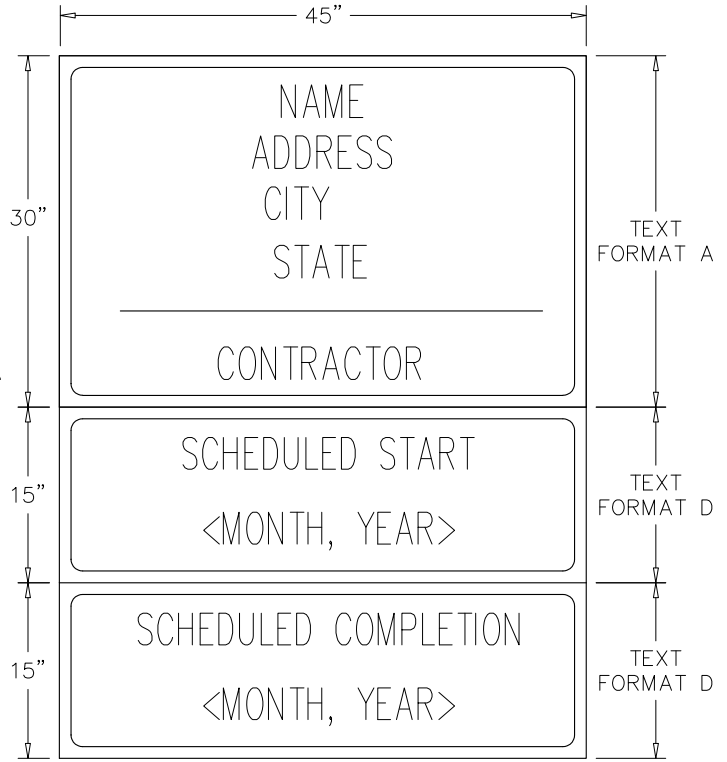 45”
NAME
ADDRESS
CITY
STATE
CONTRACTOR
30”
TEXT
FORMAT A
SCHEDULED START
<MONTH, YEAR>
15”
TEXT
FORMAT D
SCHEDULED COMPLETION
<MONTH, YEAR>
15”
TEXT
FORMAT D